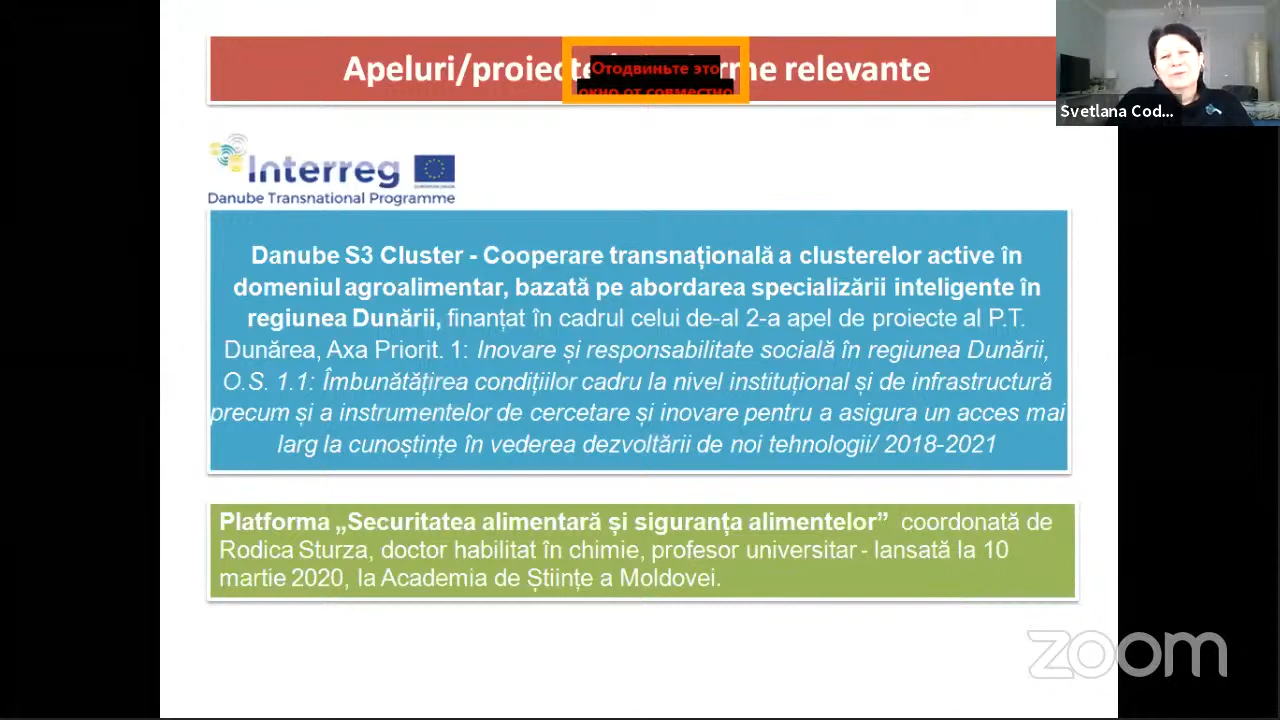 Apeluri/proiecte
Отодвиньте это
окно от совместно
relevante
Svetlana Cod...
Interreg
Danube Transnational Programme
Danube S3 Cluster - Cooperare transnațională a clusterelor active în
domeniul agroalimentar, bazată pe abordarea specializării inteligente în
regiunea Dunării, finanțat în cadrul celui de-al 2-a apel de proiecte al P.T.
Dunărea, Axa Priorit. 1: Inovare și responsabilitate socială în regiunea Dunării,
O.S. 1.1: Îmbunătățirea condițiilor cadru la nivel instituțional și de infrastructură
precum și a instrumentelor de cercetare și inovare pentru a asigura un acces mai
larg la cunoștințe în vederea dezvoltării de noi tehnologii/ 2018-2021
Platforma „Securitatea alimentară și siguranța alimentelor” coordonată de
Rodica Sturza, doctor habilitat în chimie, profesor universitar - lansată la 10
martie 2020, la Academia de Științe a Moldovei.
zoom